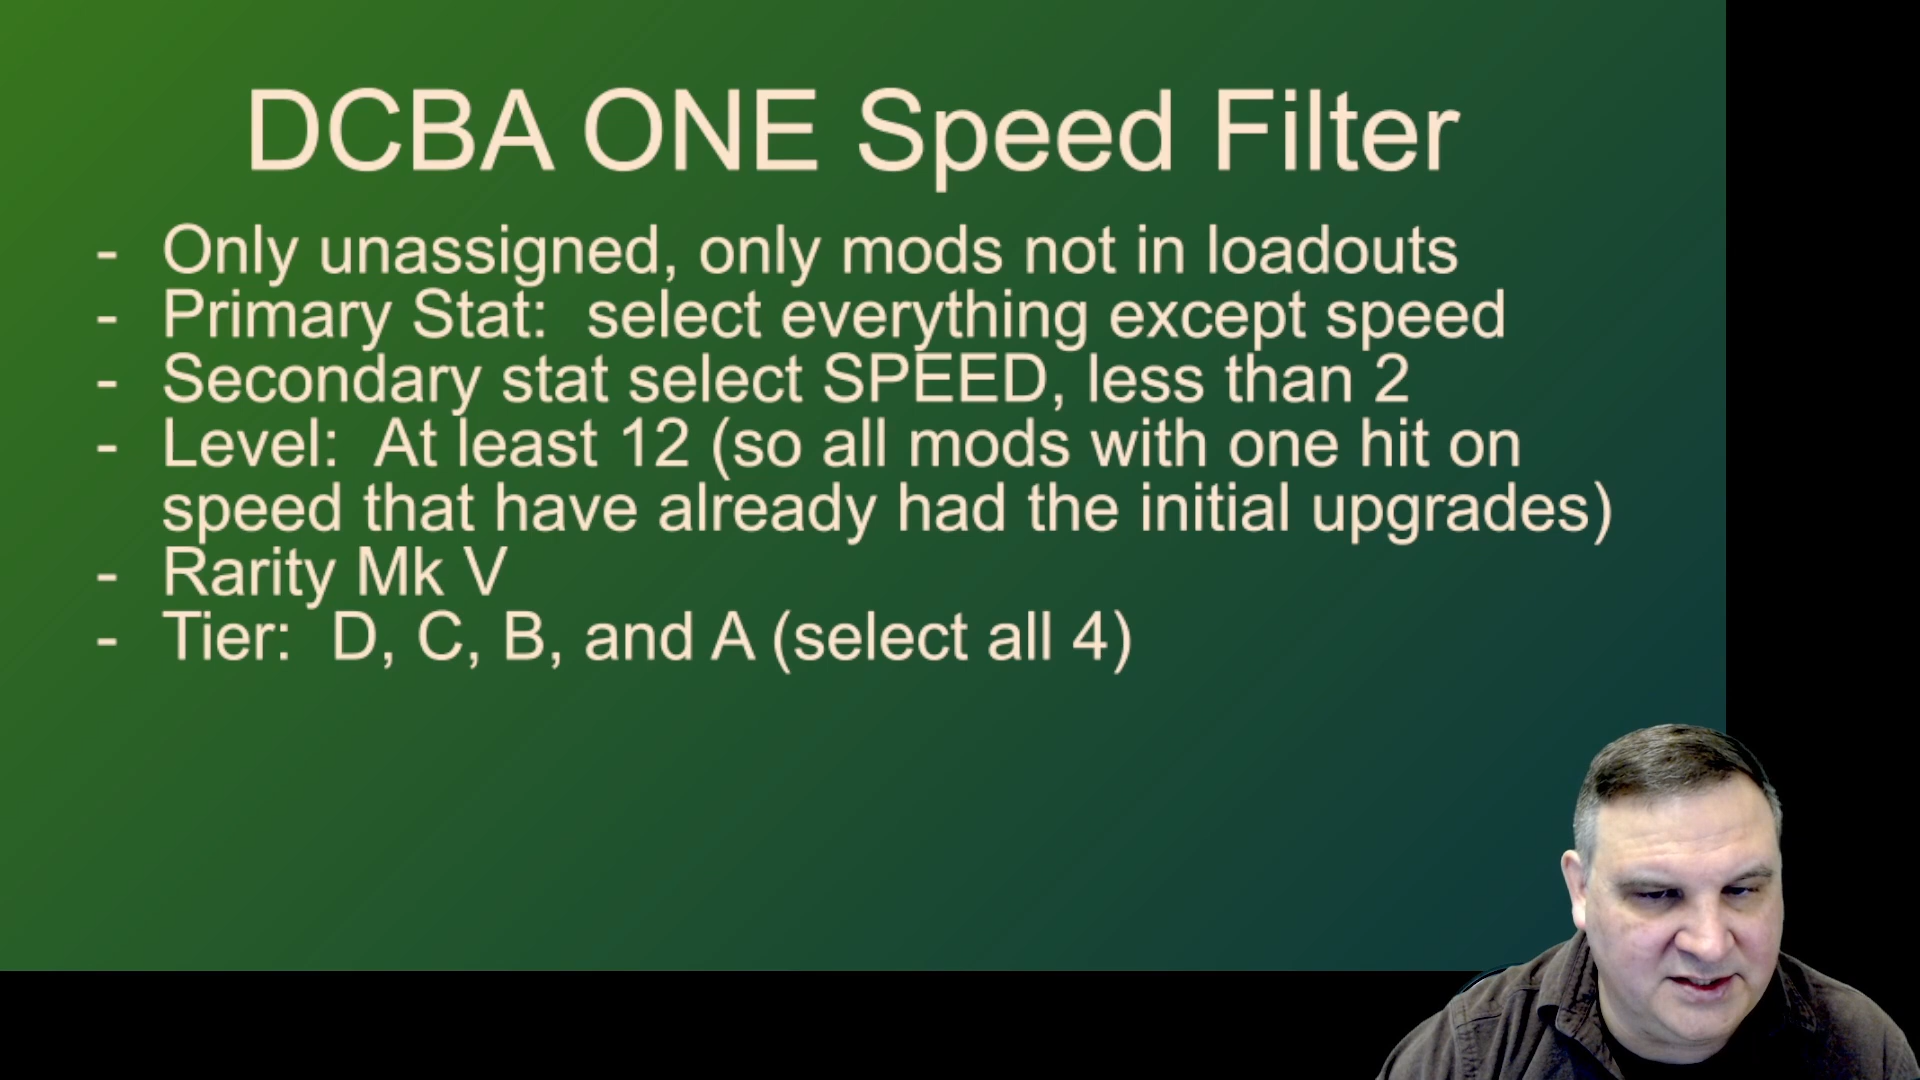 DCBA ONE Speed Filter
- Only unassigned, only mods not in loadouts
- Primary Stat:  select everything except speed
- Secondary stat select SPEED, less than 2
- Level:  At least 12 (so all mods with one hit on
speed that have already had the initial upgrades)
- Rarity Mk V
- Tier:  D, C, B, and A (select all 4)